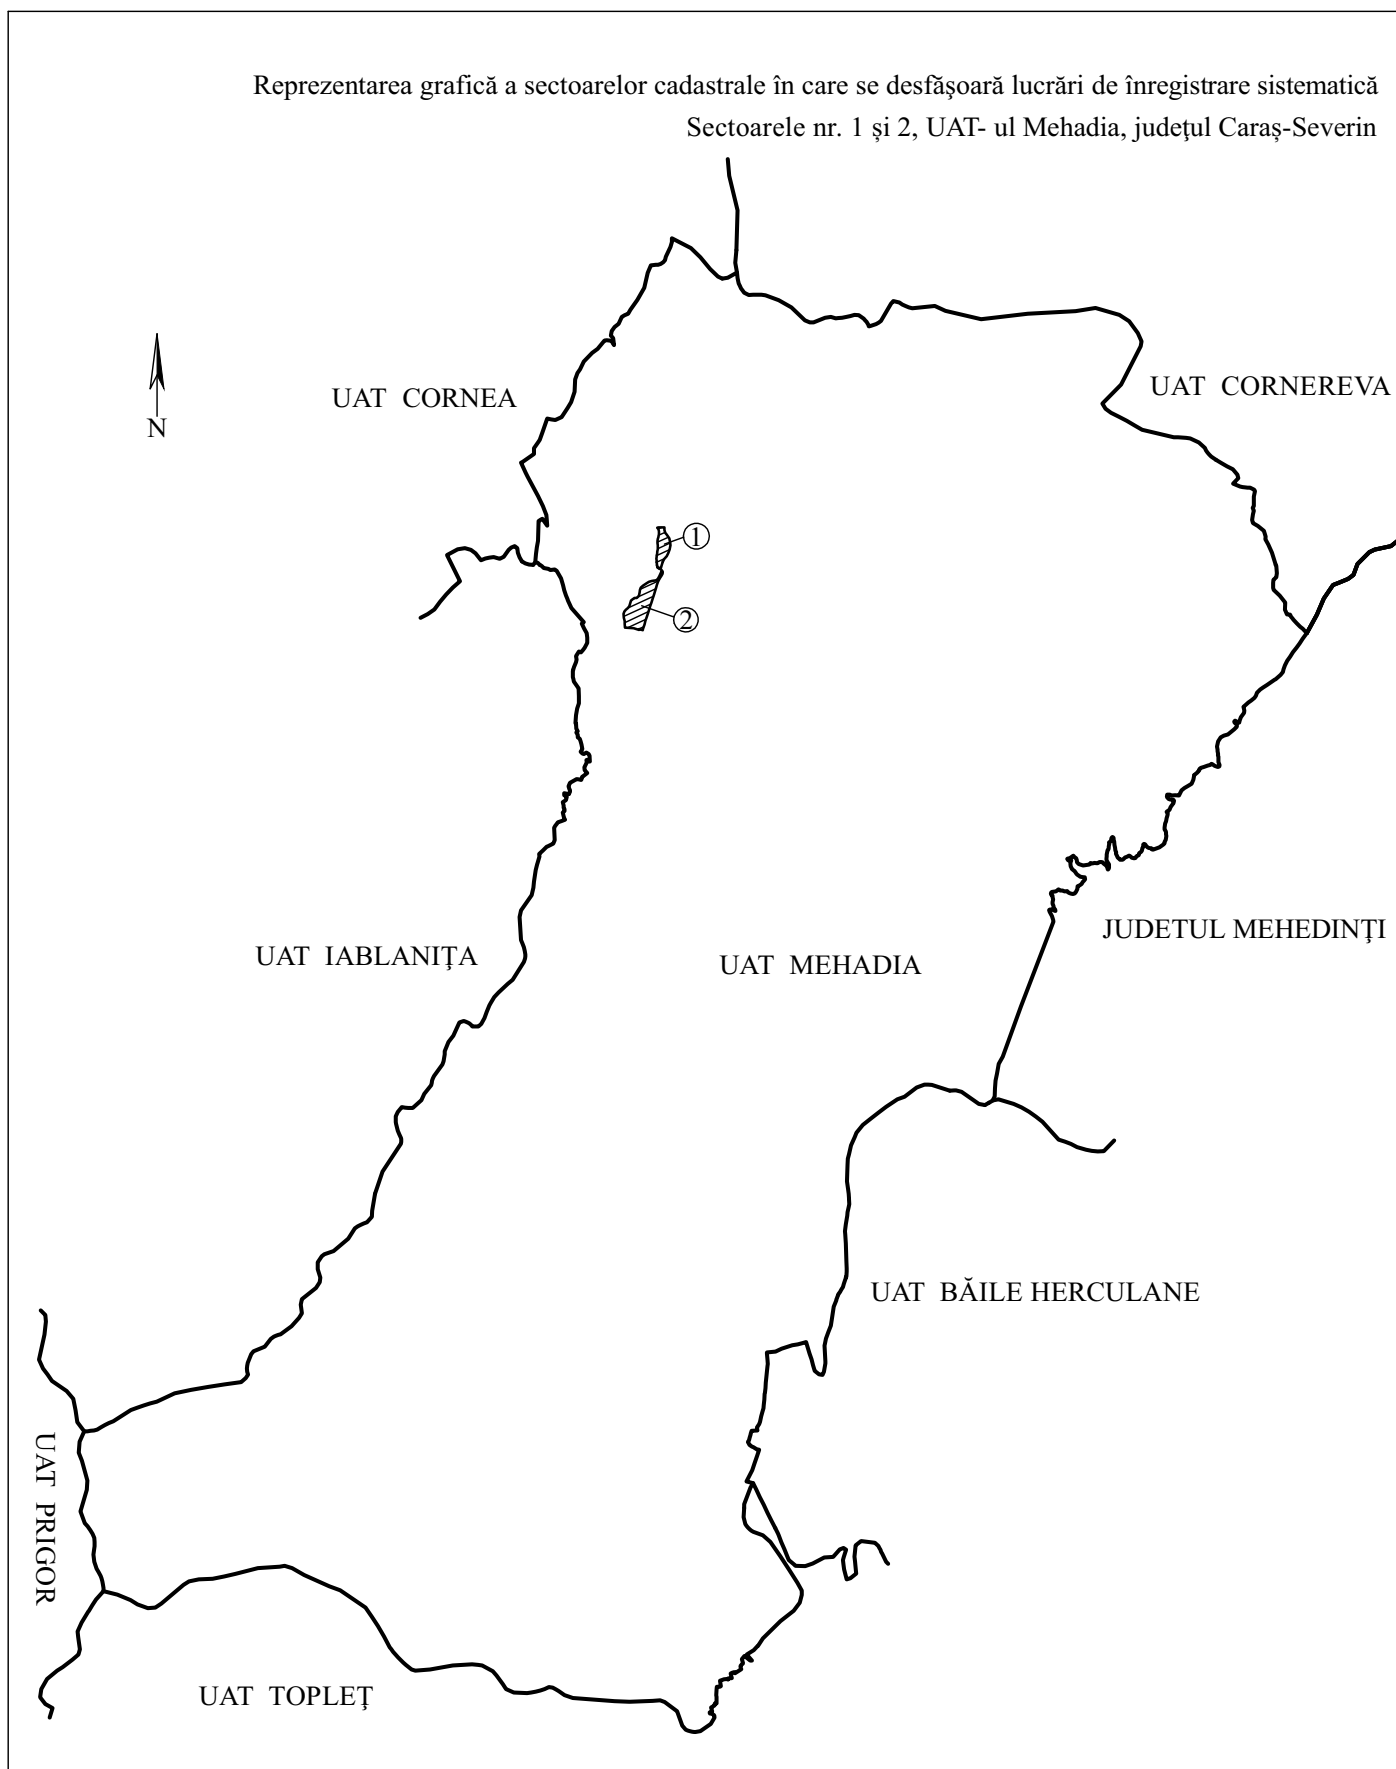 Reprezentarea grafică a sectoarelor cadastrale în care se desfăşoară lucrări de înregistrare sistematică
Sectoarele nr. 1 și 2, UAT- ul Mehadia, judeţul Caraș-Severin
UAT CORNEREVA
UAT CORNEA
N
1
2
JUDETUL MEHEDINŢI
UAT IABLANIŢA
UAT MEHADIA
UAT BĂILE HERCULANE
UAT PRIGOR
UAT TOPLEŢ